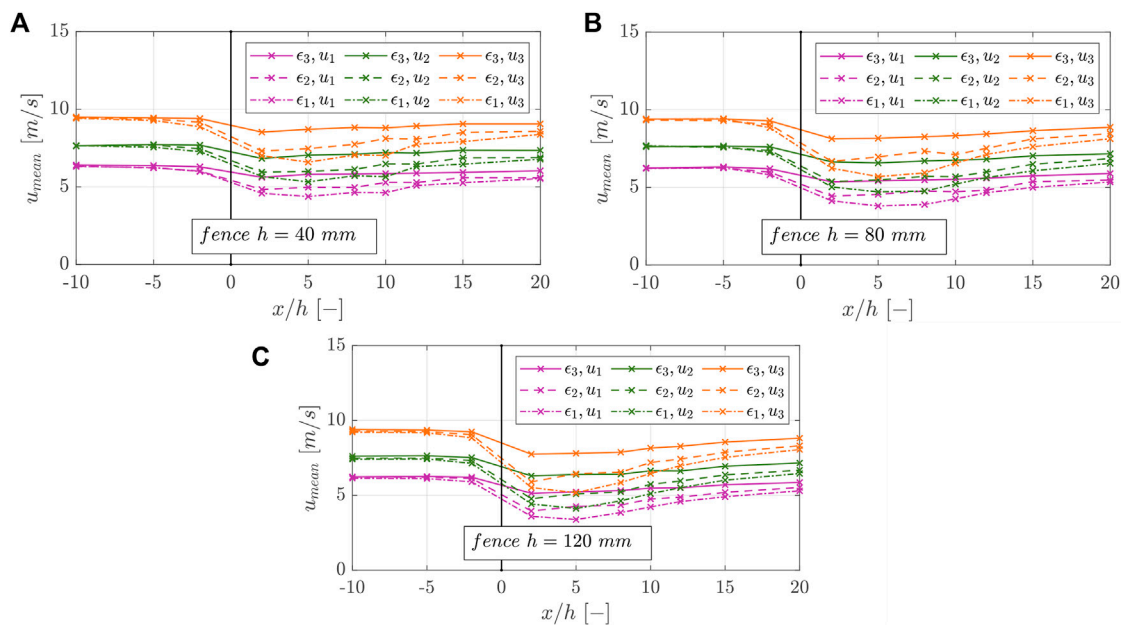 A
15
10
5
0
u_mean [m/s]
ϵ₃, u₁ ϵ₃, u₂ ϵ₃, u₃
ϵ₂, u₁ ϵ₂, u₂ ϵ₂, u₃
ϵ₁, u₁ ϵ₁, u₂ ϵ₁, u₃
fence h = 40 mm
-10 -5 0 5 10 15 20
x/h [−]
B
15
10
5
0
u_mean [m/s]
ϵ₃, u₁ ϵ₃, u₂ ϵ₃, u₃
ϵ₂, u₁ ϵ₂, u₂ ϵ₂, u₃
ϵ₁, u₁ ϵ₁, u₂ ϵ₁, u₃
fence h = 80 mm
-10 -5 0 5 10 15 20
x/h [−]
C
15
10
5
0
u_mean [m/s]
ϵ₃, u₁ ϵ₃, u₂ ϵ₃, u₃
ϵ₂, u₁ ϵ₂, u₂ ϵ₂, u₃
ϵ₁, u₁ ϵ₁, u₂ ϵ₁, u₃
fence h = 120 mm
-10 -5 0 5 10 15 20
x/h [−]